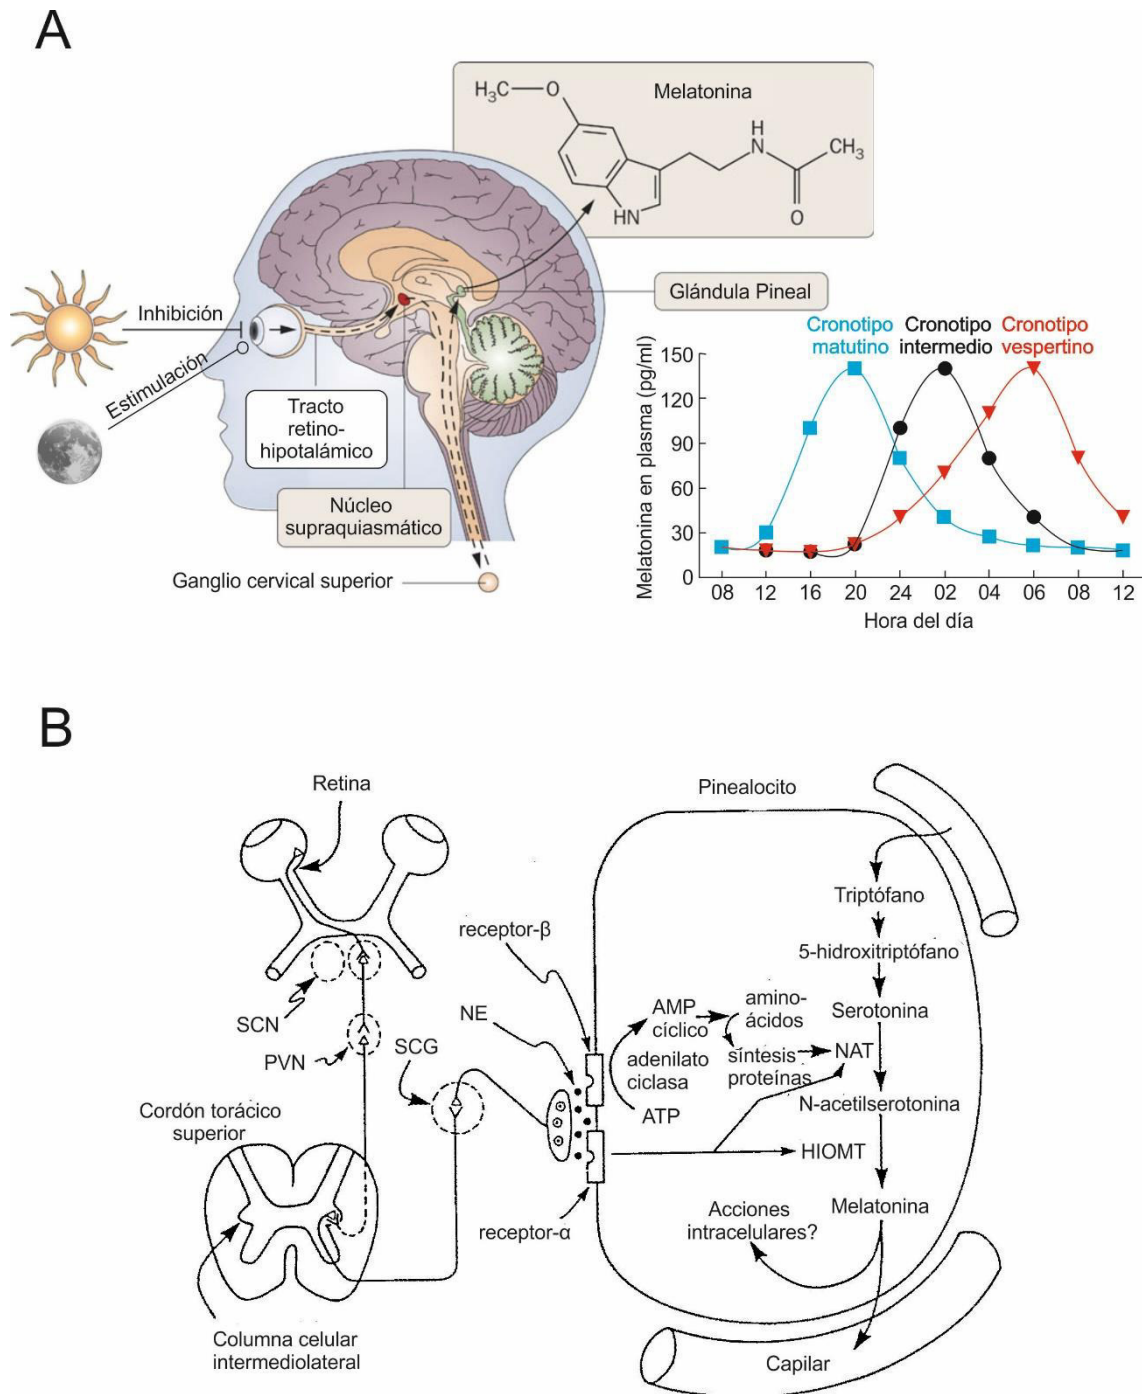 A
H₃C
O
Melatonina
H
N
CH₃
O
HN
Glándula Pineal
Inhibición
Estimulación
Tracto
retino-
hipotalámico
Núcleo
supraquiasmático
Ganglio cervical superior
Cronotipo
matutino
Cronotipo
intermedio
Cronotipo
vespertino
Melatonina en plasma (pg/ml)
150
120
90
60
30
0
08 12 16 20 24 02 04 06 08 12
Hora del día
B
Retina
Pinealocito
SCN
PVN
SCG
Cordón torácico
superior
Columna celular
intermediolateral
receptor-β
NE
receptor-α
AMP
cíclico
adenilato
ciclasa
ATP
amino-
ácidos
síntesis
proteínas
NAT
HIOMT
Triptófano
5-hidroxitriptófano
Serotonina
N-acetilserotonina
Melatonina
Acciones
intracelulares?
Capilar